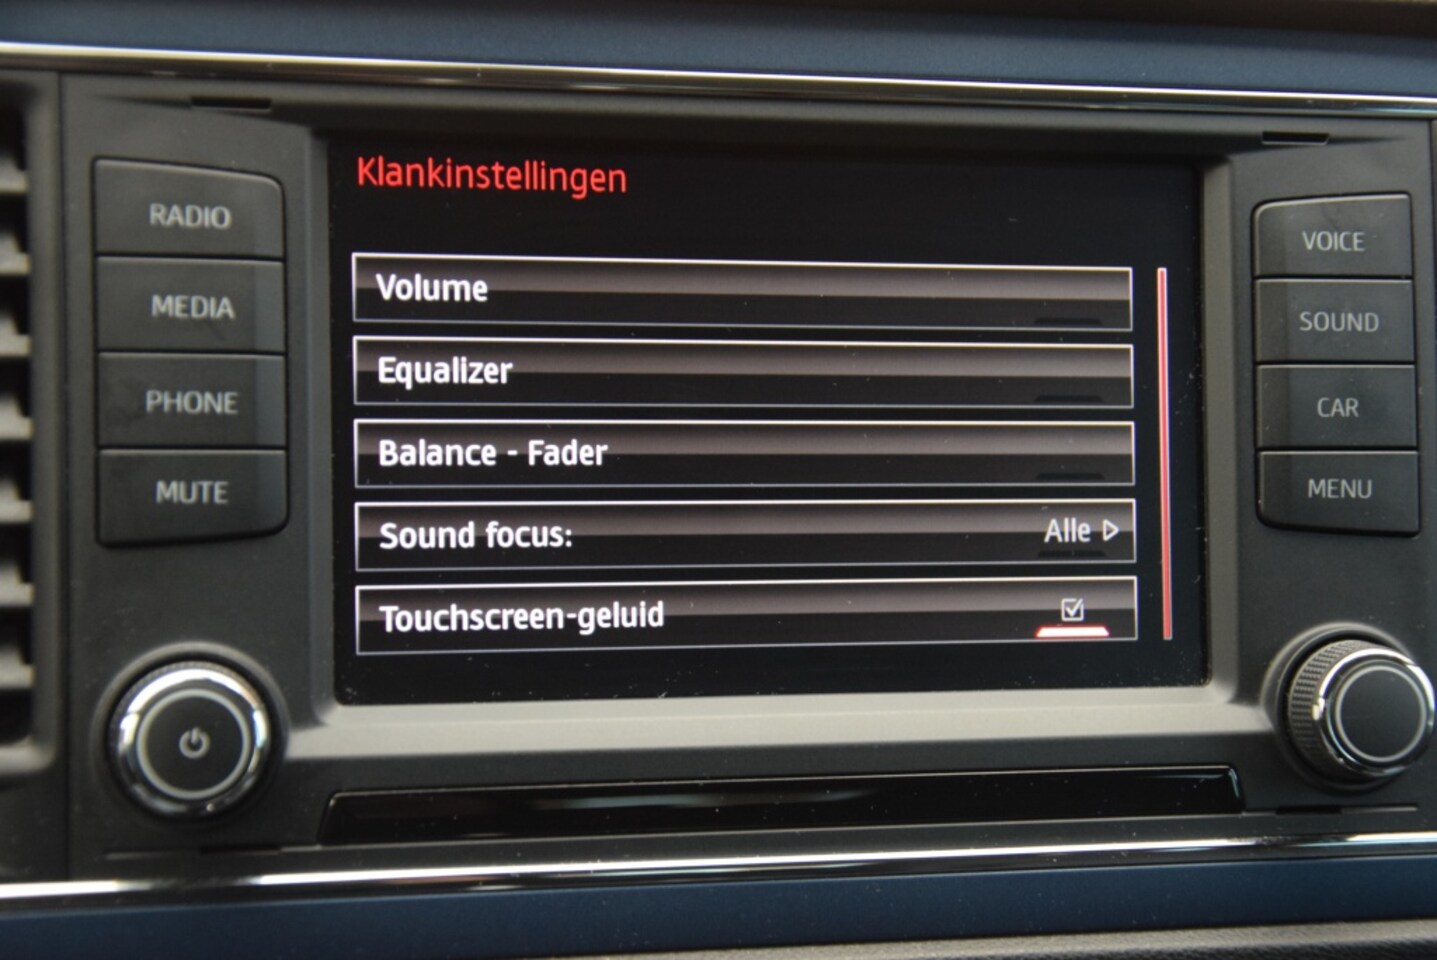 Klankinstellingen
RADIO
MEDIA
PHONE
MUTE
Volume
Equalizer
Balance - Fader
Sound focus: Alle
Touchscreen-geluid
VOICE
SOUND
CAR
MENU